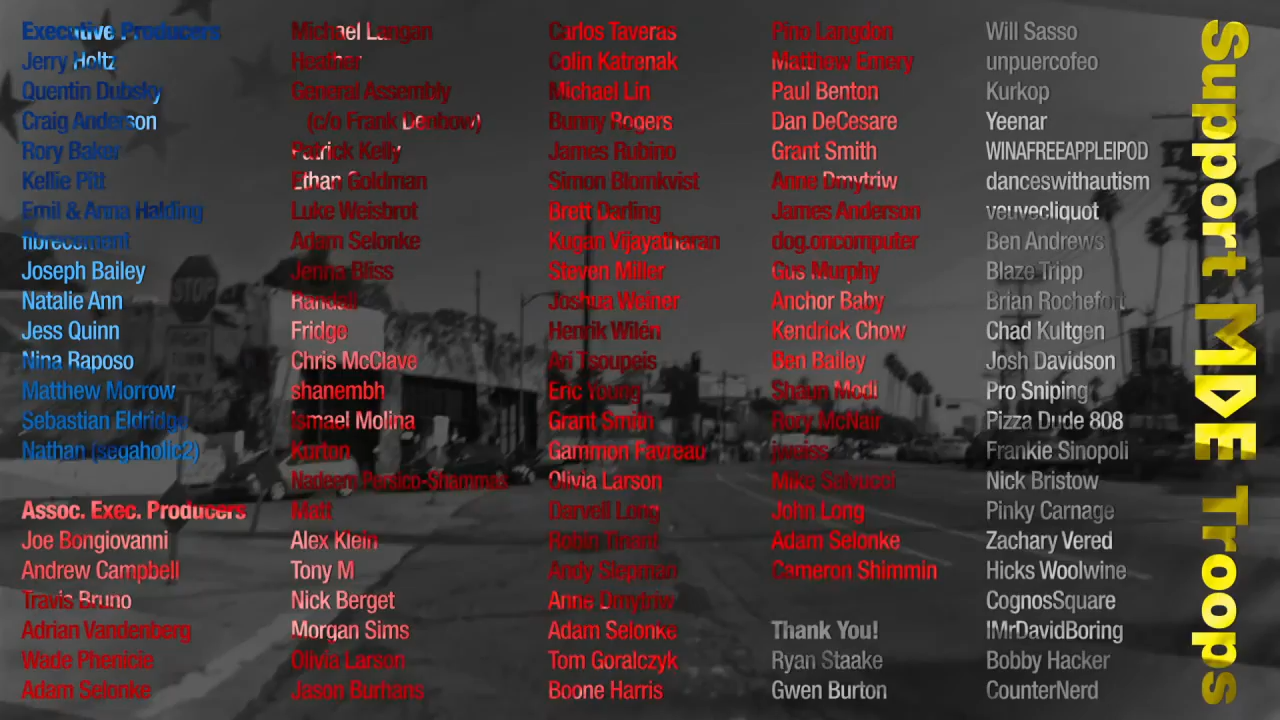 Executive Producers
Jerry Holtz
Quentin Dubsky
Craig Anderson
Rory Baker
Kellie Pitt
Emil & Anna Halding
fibrecement
Joseph Bailey
Natalie Ann
Jess Quinn
Nina Raposo
Matthew Morrow
Sebastian Eldridge
Nathan (segaholic2)
Assoc. Exec. Producers
Joe Bongiovanni
Andrew Campbell
Travis Bruno
Adrian Vandenberg
Wade Phenicie
Adam Selonke
Michael Langan
Heather
General Assembly
(c/o Frank Denbow)
Patrick Kelly
Ethan Goldman
Luke Weisbrot
Adam Selonke
Jenna Bliss
Randall
Fridge
Chris McClave
shanembh
Ismael Molina
Kurton
Nadeem Persico-Shammas
Matt
Alex Klein
Tony M
Nick Berget
Morgan Sims
Olivia Larson
Jason Burhans
Carlos Taveras
Colin Katrenak
Michael Lin
Bunny Rogers
James Rubino
Simon Blomkvist
Brett Darling
Kugan Vijayatharan
Steven Miller
Joshua Weiner
Henrik Wilén
Ari Tsoupeis
Eric Young
Grant Smith
Gammon Favreau
Olivia Larson
Darvell Long
Robin Tinant
Andy Slepman
Anne Dmytriw
Adam Selonke
Tom Goralczyk
Boone Harris
Pino Langdon
Matthew Emery
Paul Benton
Dan DeCesare
Grant Smith
Anne Dmytriw
James Anderson
dog.oncomputer
Gus Murphy
Anchor Baby
Kendrick Chow
Ben Bailey
Shaun Modi
Rory McNair
jweiss
Mike Salvucci
John Long
Adam Selonke
Cameron Shimmin
Thank You!
Ryan Staake
Gwen Burton
Will Sasso
unpuercofeo
Kurkop
Yeenar
WINAFREEAPPLEIPOD
danceswithautism
veuvecliquot
Ben Andrews
Blaze Tripp
Brian Rochefort
Chad Kultgen
Josh Davidson
Pro Sniping
Pizza Dude 808
Frankie Sinopoli
Nick Bristow
Pinky Carnage
Zachary Vered
Hicks Woolwine
CognosSquare
IMrDavidBoring
Bobby Hacker
CounterNerd
Support MDE Troops
STOP